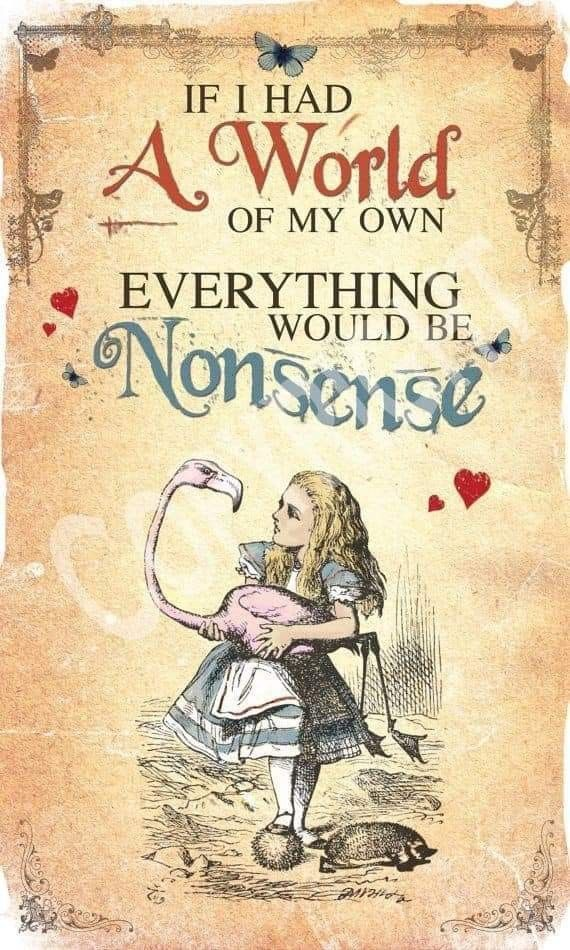 IF I HAD
A World
OF MY OWN
EVERYTHING
WOULD BE
Nonsense